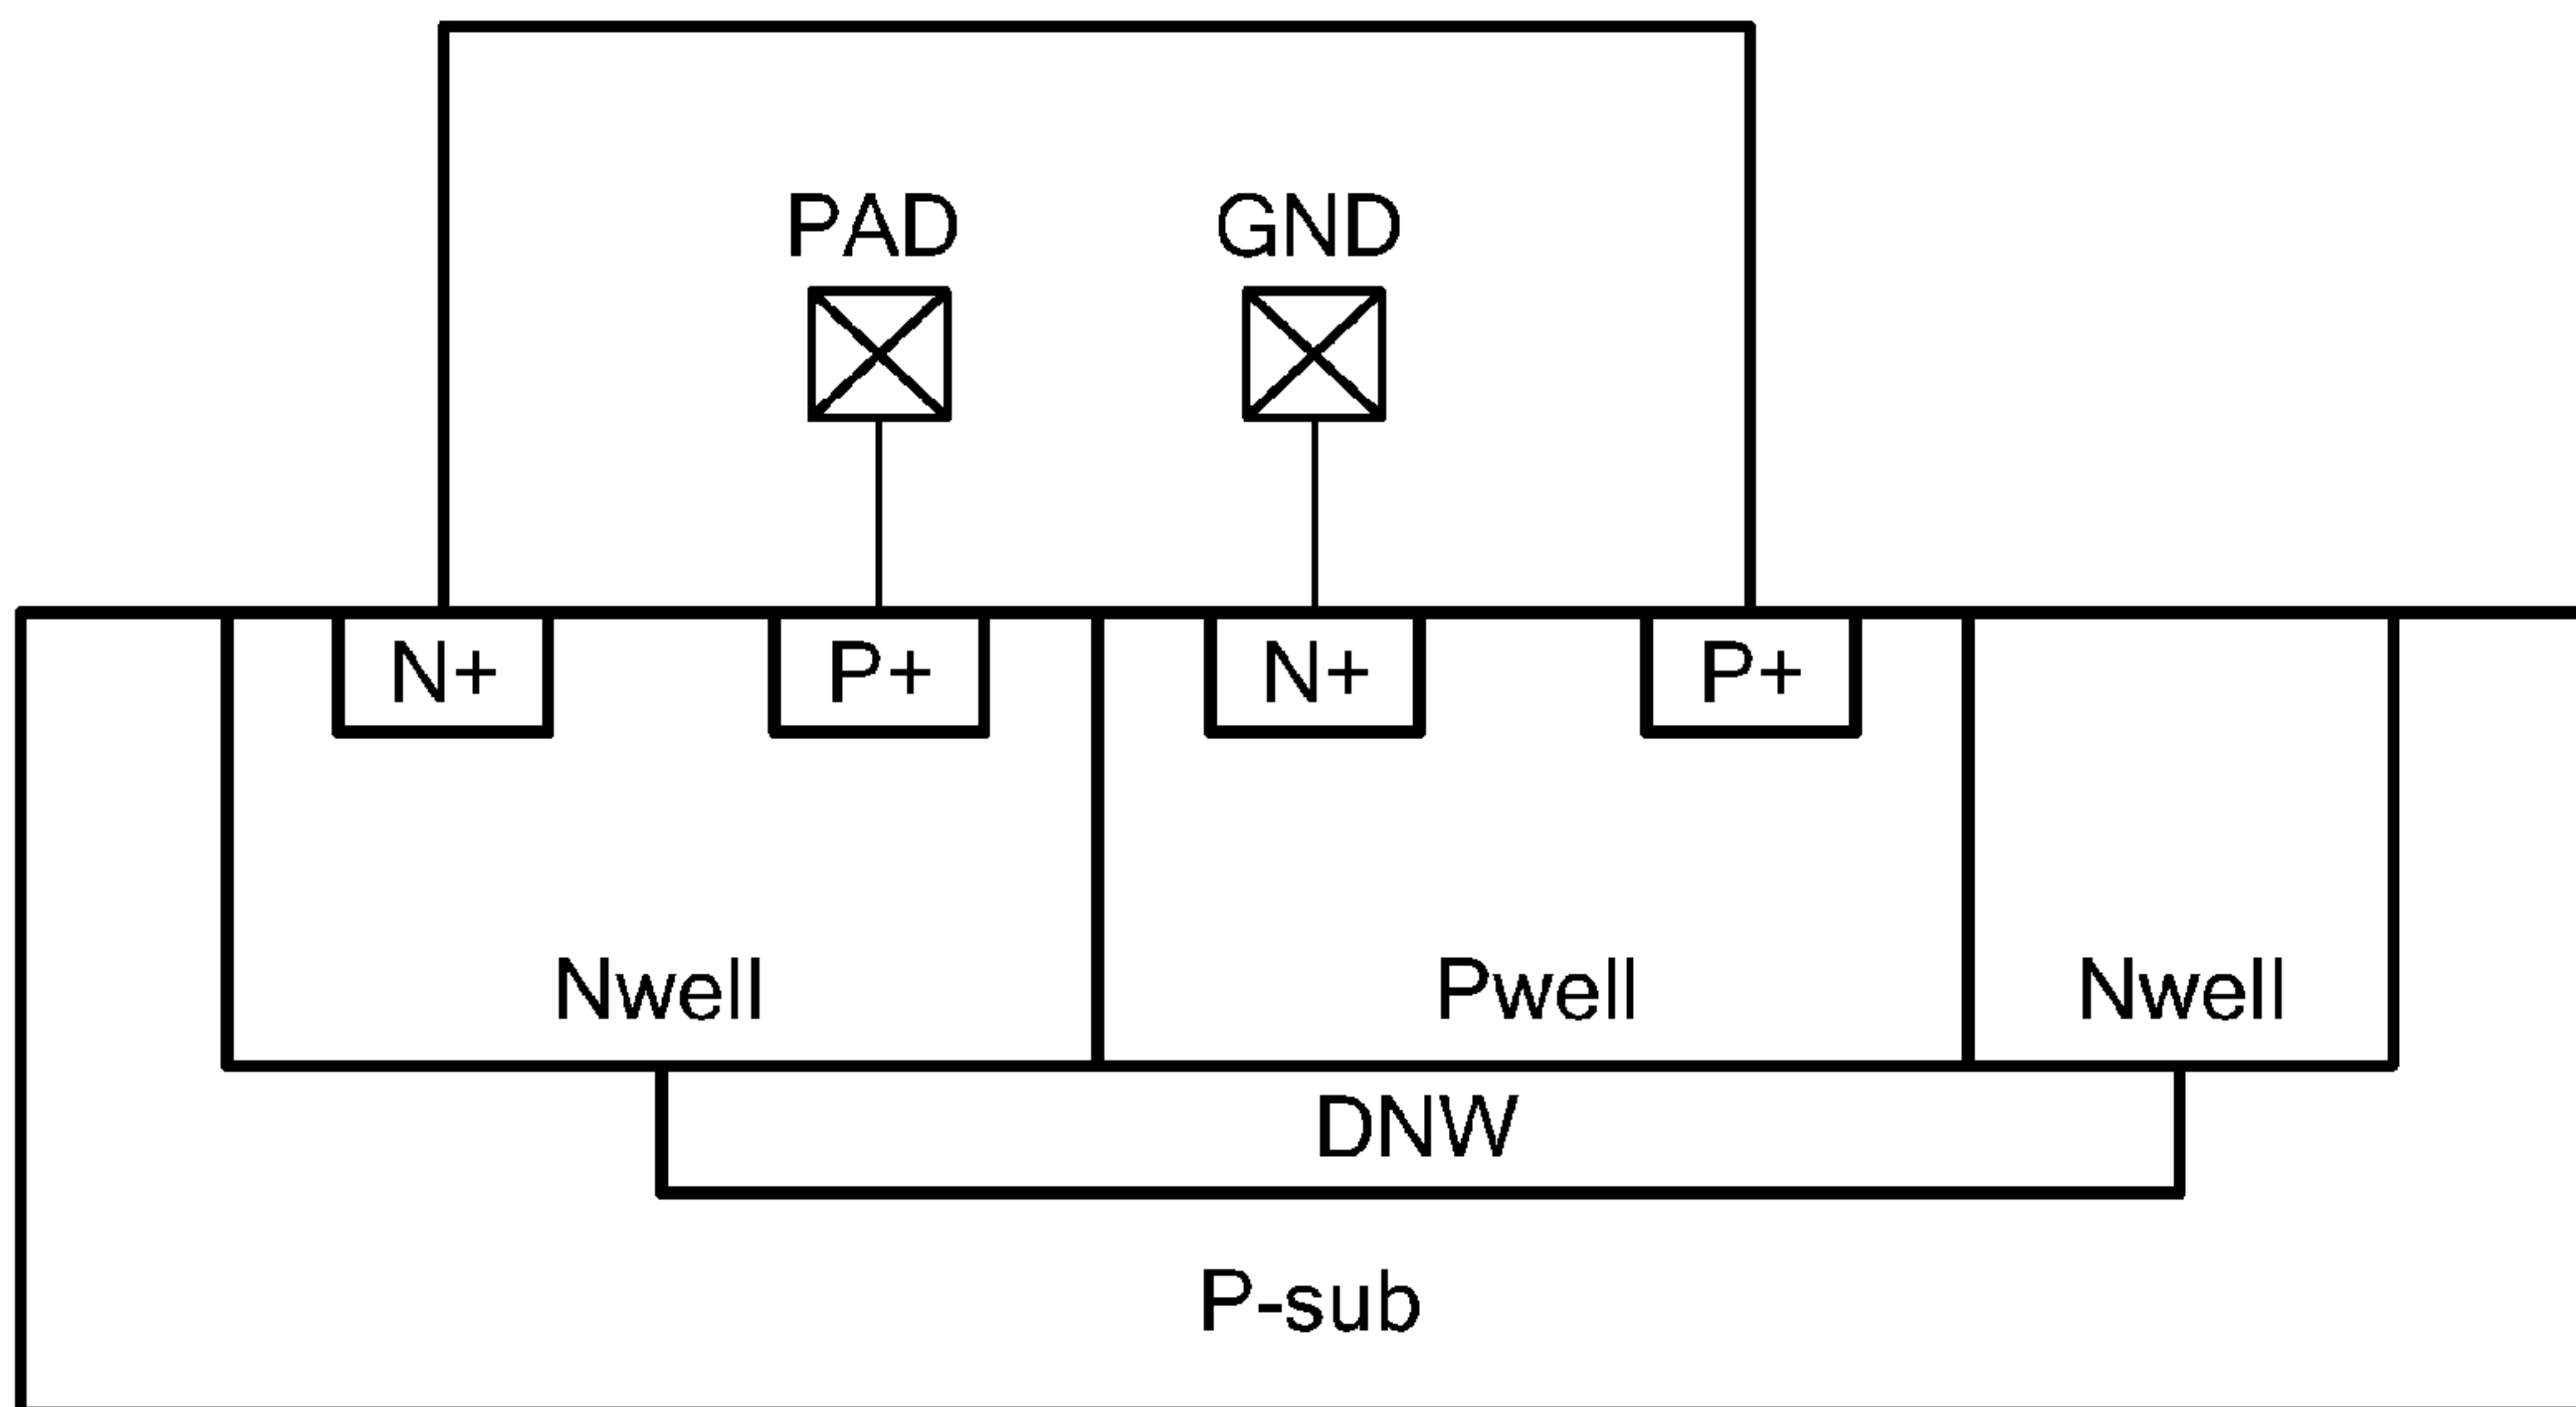 PAD
GND
N+
P+
N+
P+
Nwell
Pwell
Nwell
DNW
P-sub